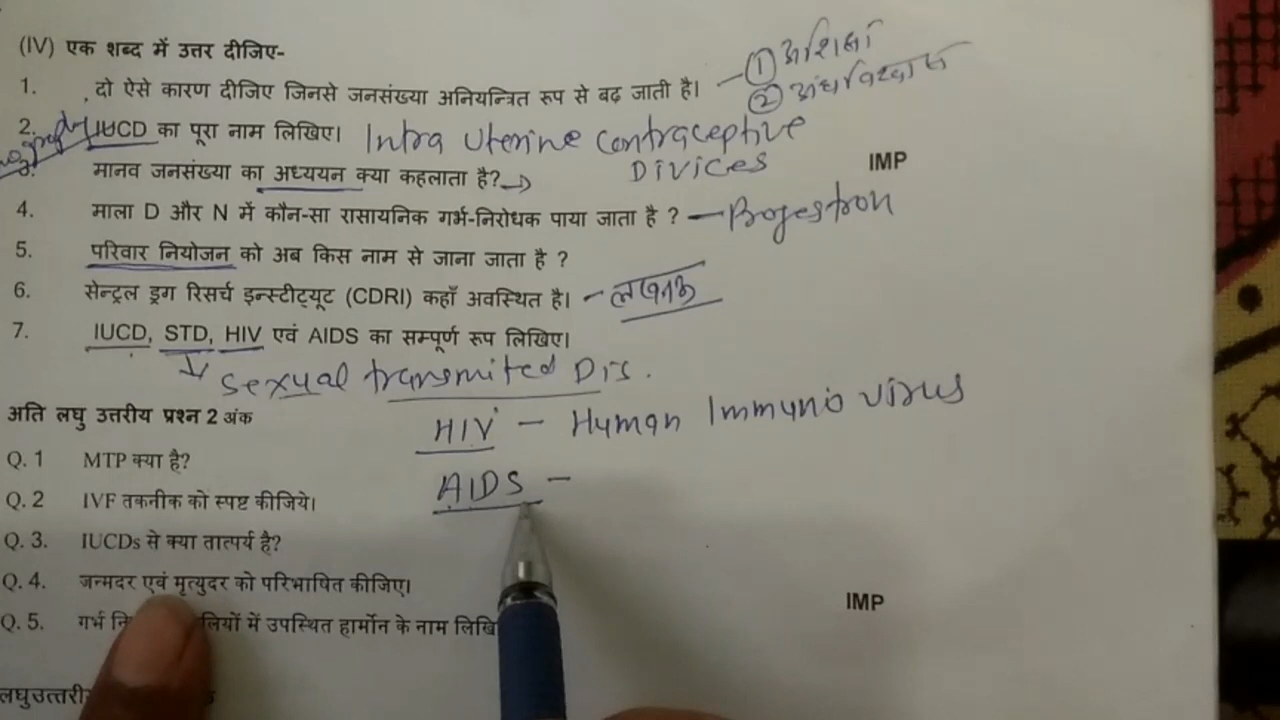 (IV) एक शब्द में उत्तर दीजिए-
1. दो ऐसे कारण दीजिए जिनसे जनसंख्या अनियन्त्रित रूप से बढ़ जाती है। - ① अशिक्षा
② अंधविश्वास
2. IUCD का पूरा नाम लिखिए। Intra Uterine contraceptive
DIVICES IMP
3. मानव जनसंख्या का अध्ययन क्या कहलाता है?→
4. माला D और N में कौन-सा रासायनिक गर्भ-निरोधक पाया जाता है ? - Projestron
5. परिवार नियोजन को अब किस नाम से जाना जाता है ?
6. सेन्ट्रल ड्रग रिसर्च इन्स्टीट्यूट (CDRI) कहाँ अवस्थित है। - लखनऊ
7. IUCD, STD, HIV एवं AIDS का सम्पूर्ण रूप लिखिए।
↓ Sexual transmited Dis.
अति लघु उत्तरीय प्रश्न 2 अंक
HIV - Human Immuno virus
Q. 1 MTP क्या है?
AIDS -
Q. 2 IVF तकनीक को स्पष्ट कीजिये।
Q. 3. IUCDs से क्या तात्पर्य है?
Q. 4. जन्मदर एवं मृत्युदर को परिभाषित कीजिए।
IMP
Q. 5. गर्भ में उपस्थित हार्मोन के नाम